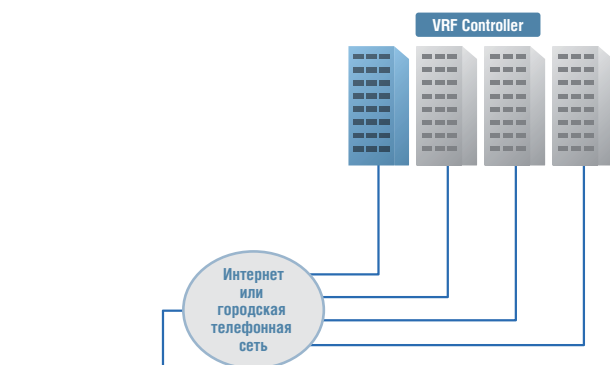 VRF Controller
Интернет
или
городская
телефонная
сеть